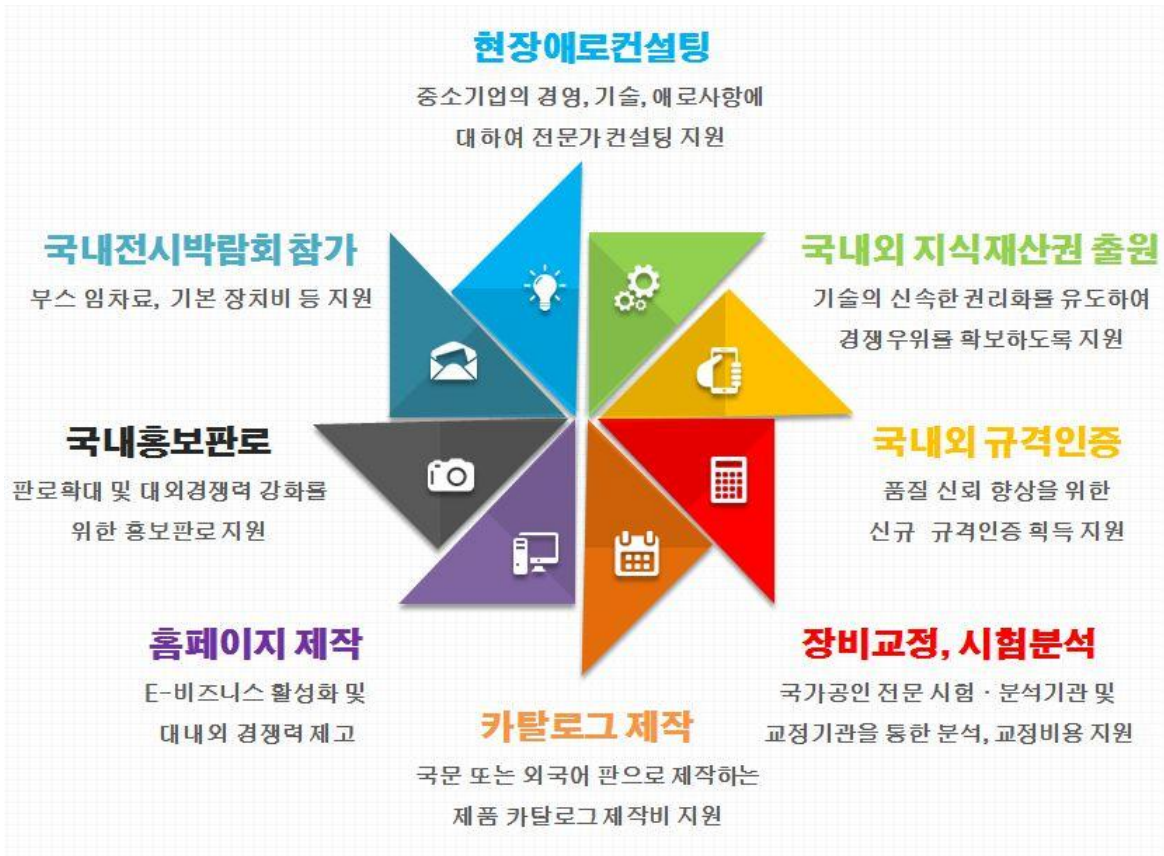 현장애로컨설팅
중소기업의 경영, 기술, 애로사항에
대하여 전문가 컨설팅 지원
국내전시박람회 참가
부스 임차료, 기본 장치비 등 지원
국내외 지식재산권 출원
기술의 신속한 권리화를 유도하여
경쟁우위를 확보하도록 지원
국내홍보판로
판로확대 및 대외경쟁력 강화를
위한 홍보판로 지원
국내외 규격인증
품질 신뢰 향상을 위한
신규 규격인증 획득 지원
홈페이지 제작
E-비즈니스 활성화 및
대내외 경쟁력 제고
장비교정, 시험분석
국가공인 전문 시험 · 분석기관 및
교정기관을 통한 분석, 교정비용 지원
카탈로그 제작
국문 또는 외국어 판으로 제작하는
제품 카탈로그 제작비 지원